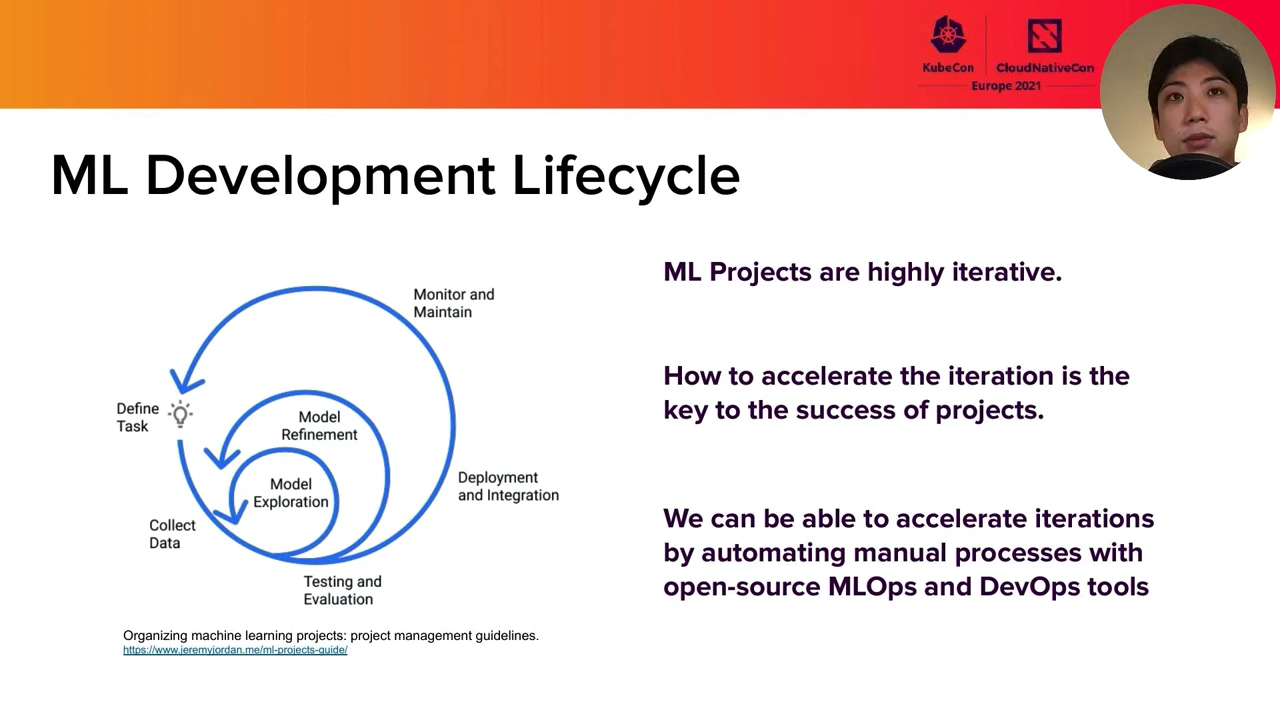 KubeCon
CloudNativeCon
Europe 2021
ML Development Lifecycle
Monitor and
Maintain
Define
Task
Model
Refinement
Model
Exploration
Deployment
and Integration
Collect
Data
Testing and
Evaluation
Organizing machine learning projects: project management guidelines.
https://www.jeremyjordan.me/ml-projects-guide/
ML Projects are highly iterative.
How to accelerate the iteration is the
key to the success of projects.
We can be able to accelerate iterations
by automating manual processes with
open-source MLOps and DevOps tools